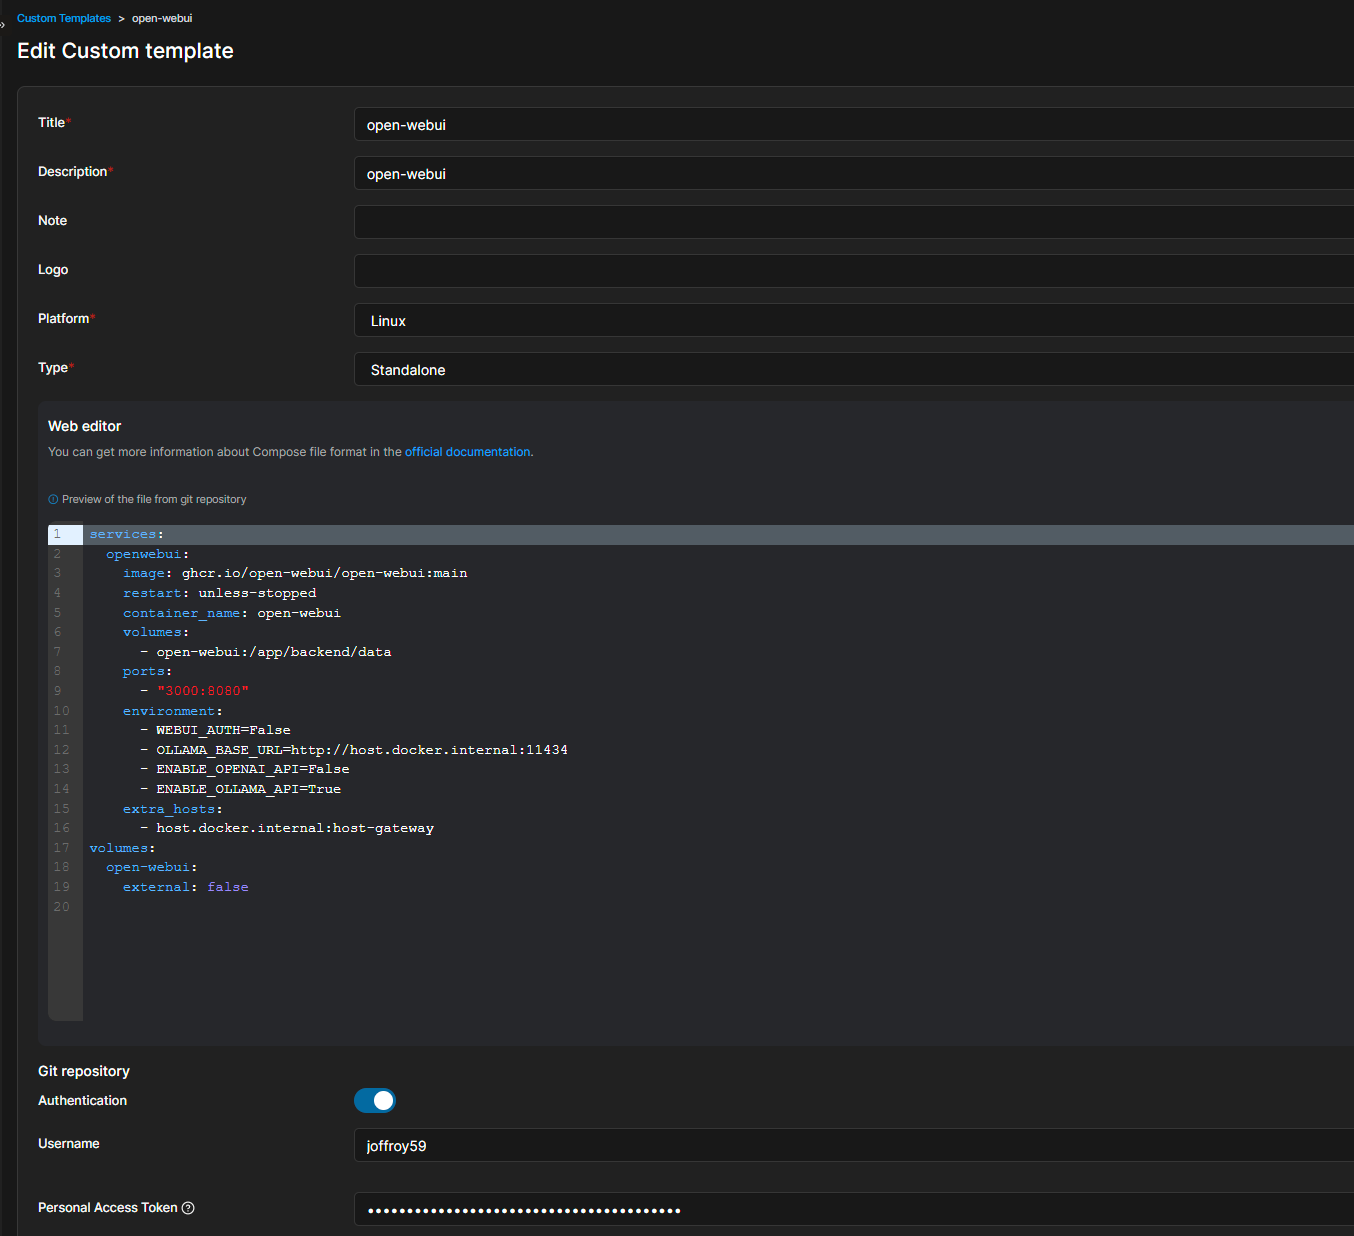 Custom Templates > open-webui
Edit Custom template
Title* open-webui
Description* open-webui
Note
Logo
Platform* Linux
Type* Standalone
Web editor
You can get more information about Compose file format in the official documentation.
Preview of the file from git repository
1 services:
2   openwebui:
3     image: ghcr.io/open-webui/open-webui:main
4     restart: unless-stopped
5     container_name: open-webui
6     volumes:
7       - open-webui:/app/backend/data
8     ports:
9       - "3000:8080"
10     environment:
11       - WEBUI_AUTH=False
12       - OLLAMA_BASE_URL=http://host.docker.internal:11434
13       - ENABLE_OPENAI_API=False
14       - ENABLE_OLLAMA_API=True
15     extra_hosts:
16       - host.docker.internal:host-gateway
17 volumes:
18   open-webui:
19     external: false
20
Git repository
Authentication
Username joffroy59
Personal Access Token ? ••••••••••••••••••••••••••••••••••••••••